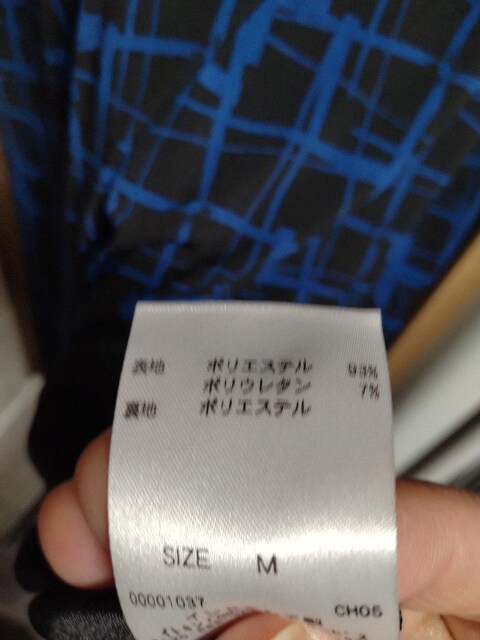 表地 ポリエステル 93%
ポリウレタン 7%
裏地 ポリエステル
SIZE M
00001037 CH05